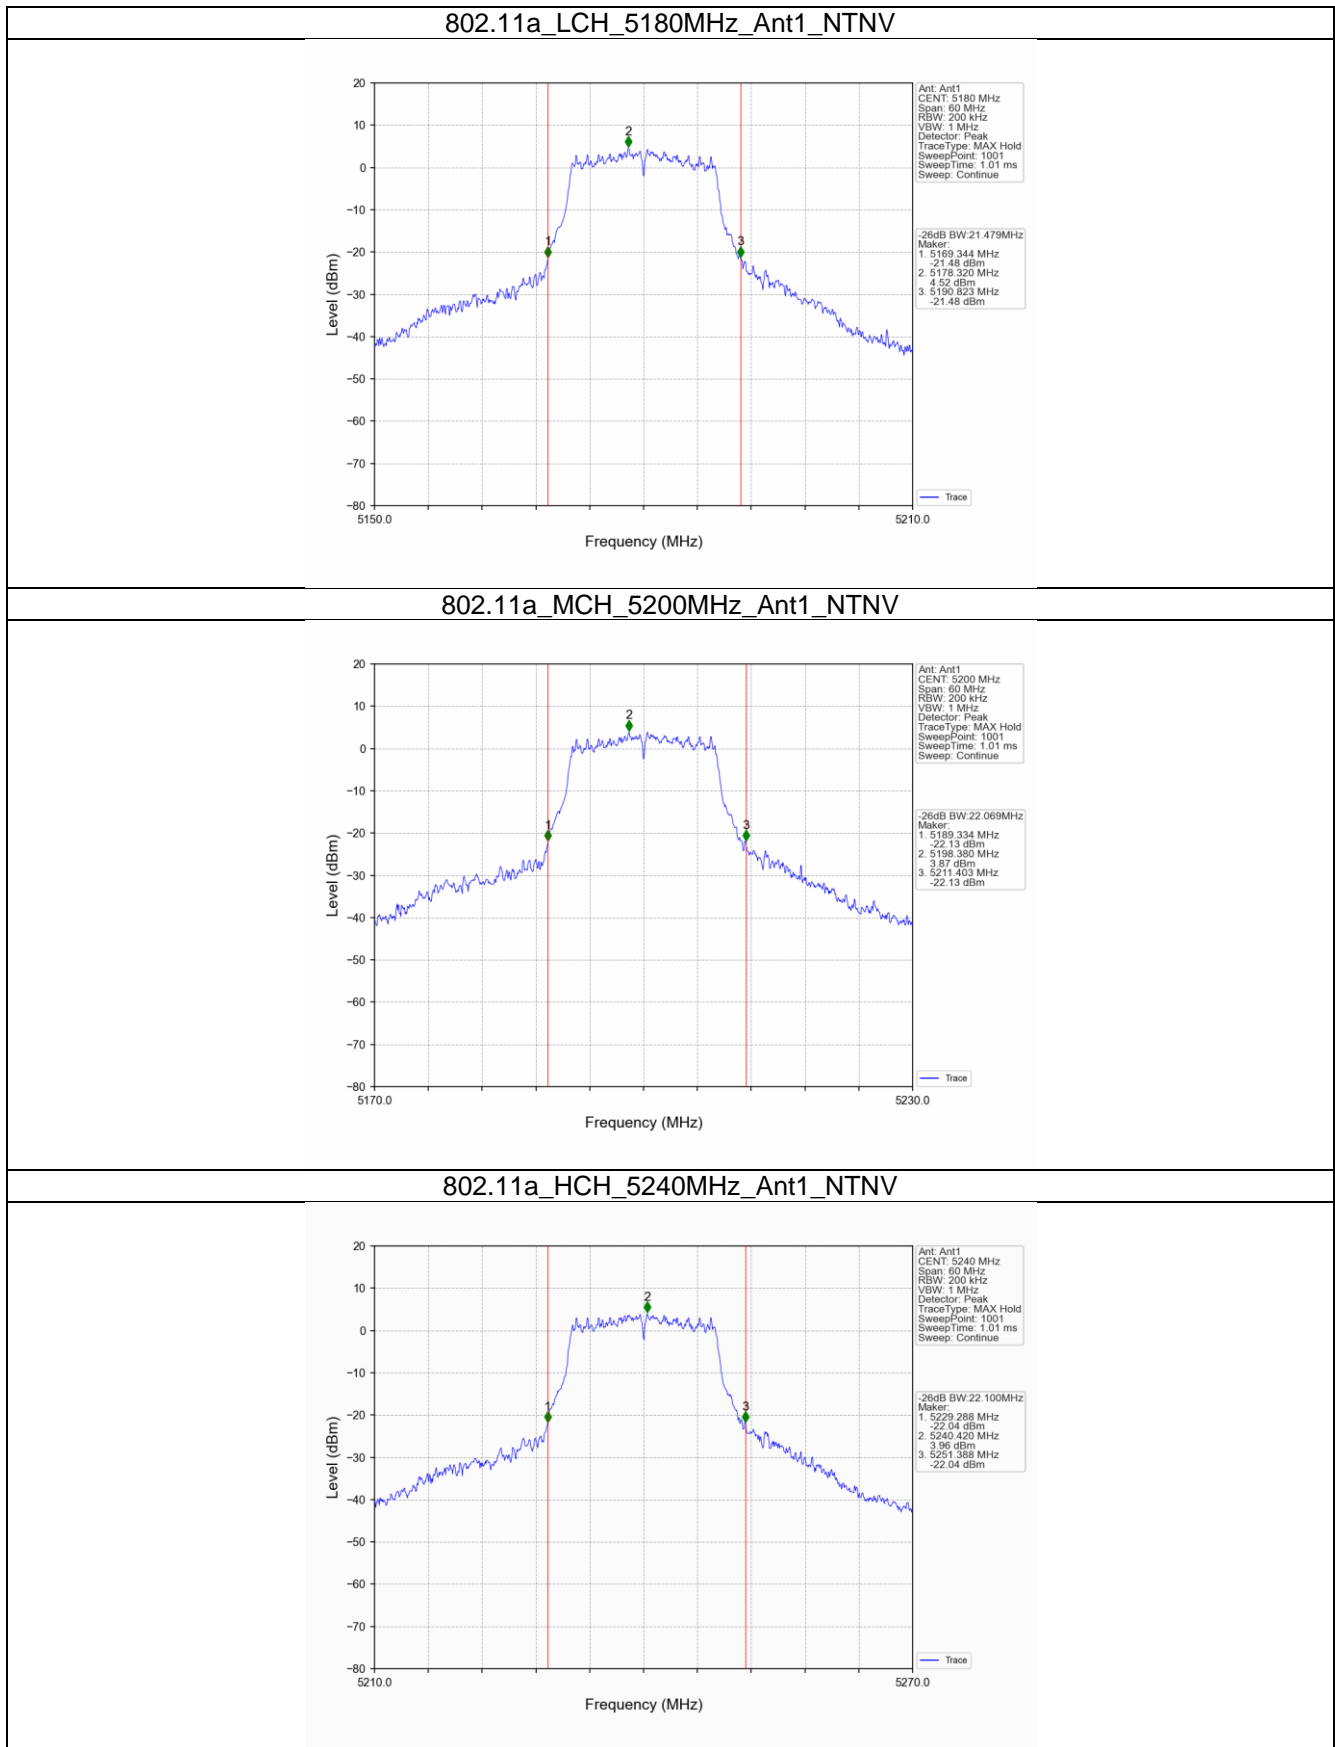 802.11a_LCH_5180MHz_Ant1_NTNV
20
10
0
−10
−20
−30
−40
−50
−60
−70
−80
Level (dBm)
1
2
3
5150.0
5210.0
Frequency (MHz)
Ant: Ant1
CENT: 5180 MHz
Span: 60 MHz
RBW: 200 kHz
VBW: 1 MHz
Detector: Peak
TraceType: MAX Hold
SweepPoint: 1001
SweepTime: 1.01 ms
Sweep: Continue
-26dB BW:21.479MHz
Maker:
1. 5169.344 MHz
-21.48 dBm
2. 5178.320 MHz
4.52 dBm
3. 5190.823 MHz
-21.48 dBm
Trace
802.11a_MCH_5200MHz_Ant1_NTNV
20
10
0
−10
−20
−30
−40
−50
−60
−70
−80
Level (dBm)
1
2
3
5170.0
5230.0
Frequency (MHz)
Ant: Ant1
CENT: 5200 MHz
Span: 60 MHz
RBW: 200 kHz
VBW: 1 MHz
Detector: Peak
TraceType: MAX Hold
SweepPoint: 1001
SweepTime: 1.01 ms
Sweep: Continue
-26dB BW:22.069MHz
Maker:
1. 5189.334 MHz
-22.13 dBm
2. 5198.380 MHz
3.87 dBm
3. 5211.403 MHz
-22.13 dBm
Trace
802.11a_HCH_5240MHz_Ant1_NTNV
20
10
0
−10
−20
−30
−40
−50
−60
−70
−80
Level (dBm)
1
2
3
5210.0
5270.0
Frequency (MHz)
Ant: Ant1
CENT: 5240 MHz
Span: 60 MHz
RBW: 200 kHz
VBW: 1 MHz
Detector: Peak
TraceType: MAX Hold
SweepPoint: 1001
SweepTime: 1.01 ms
Sweep: Continue
-26dB BW:22.100MHz
Maker:
1. 5229.288 MHz
-22.04 dBm
2. 5240.420 MHz
3.96 dBm
3. 5251.388 MHz
-22.04 dBm
Trace